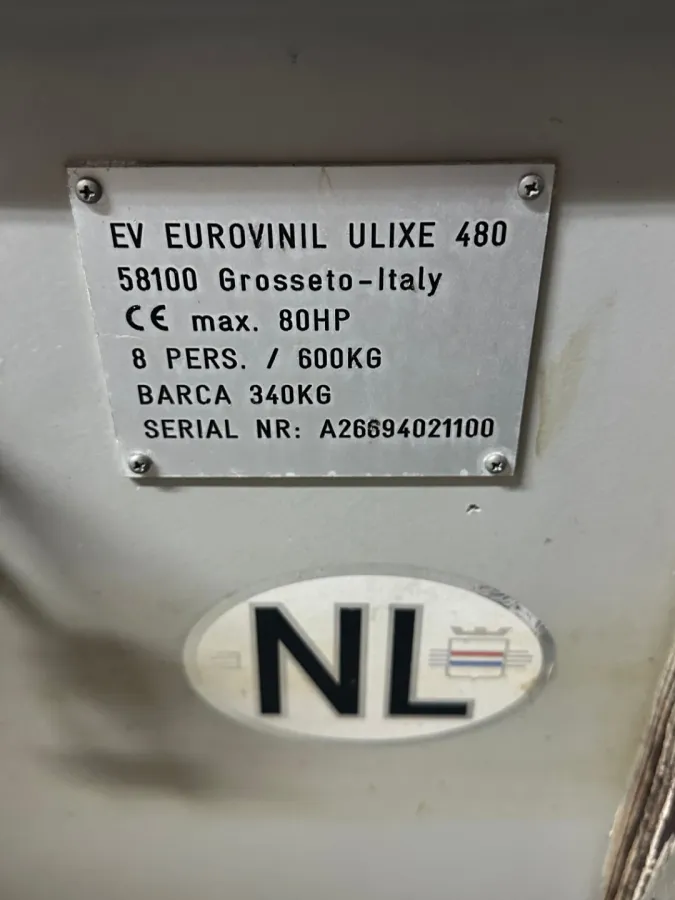 EV EUROVINIL ULIXE 480
58100 Grosseto-Italy
CE max. 80HP
8 PERS. / 600KG
BARCA 340KG
SERIAL NR: A26694021100
NL